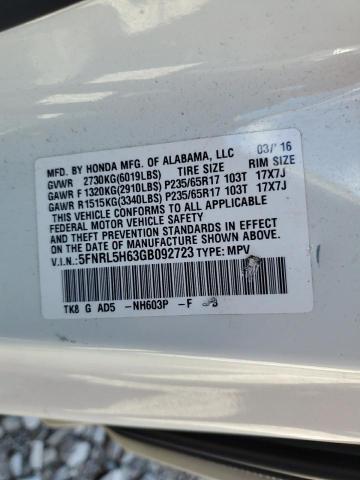 MFD. BY HONDA MFG. OF ALABAMA, LLC 03/ 16
GVWR 2730KG(6019LBS) TIRE SIZE RIM SIZE
GAWR F 1320KG(2910LBS) P235/65R17 103T 17X7J
GAWR R1515KG(3340LBS) P235/65R17 103T 17X7J
THIS VEHICLE CONFORMS TO ALL APPLICABLE
FEDERAL MOTOR VEHICLE SAFETY, BUMPER,
AND THEFT PREVENTION STANDARDS IN EFFECT
ON THE DATE OF MANUFACTURE SHOWN ABOVE.
V.I.N: 5FNRL5H63GB092723 TYPE: MPV
TK8 G AD5 -NH603P -F